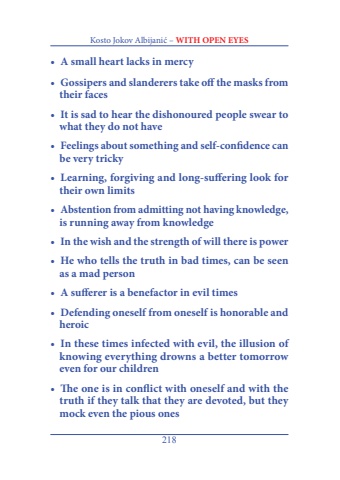 Kosto Jokov Albijanić – WITH OPEN EYES
• A small heart lacks in mercy
• Gossipers and slanderers take off the masks from
their faces
• It is sad to hear the dishonoured people swear to
what they do not have
• Feelings about something and self-confidence can
be very tricky
• Learning, forgiving and long-suffering look for
their own limits
• Abstention from admitting not having knowledge,
is running away from knowledge
• In the wish and the strength of will there is power
• He who tells the truth in bad times, can be seen
as a mad person
• A sufferer is a benefactor in evil times
• Defending oneself from oneself is honorable and
heroic
• In these times infected with evil, the illusion of
knowing everything drowns a better tomorrow
even for our children
• The one is in conflict with oneself and with the
truth if they talk that they are devoted, but they
mock even the pious ones
218